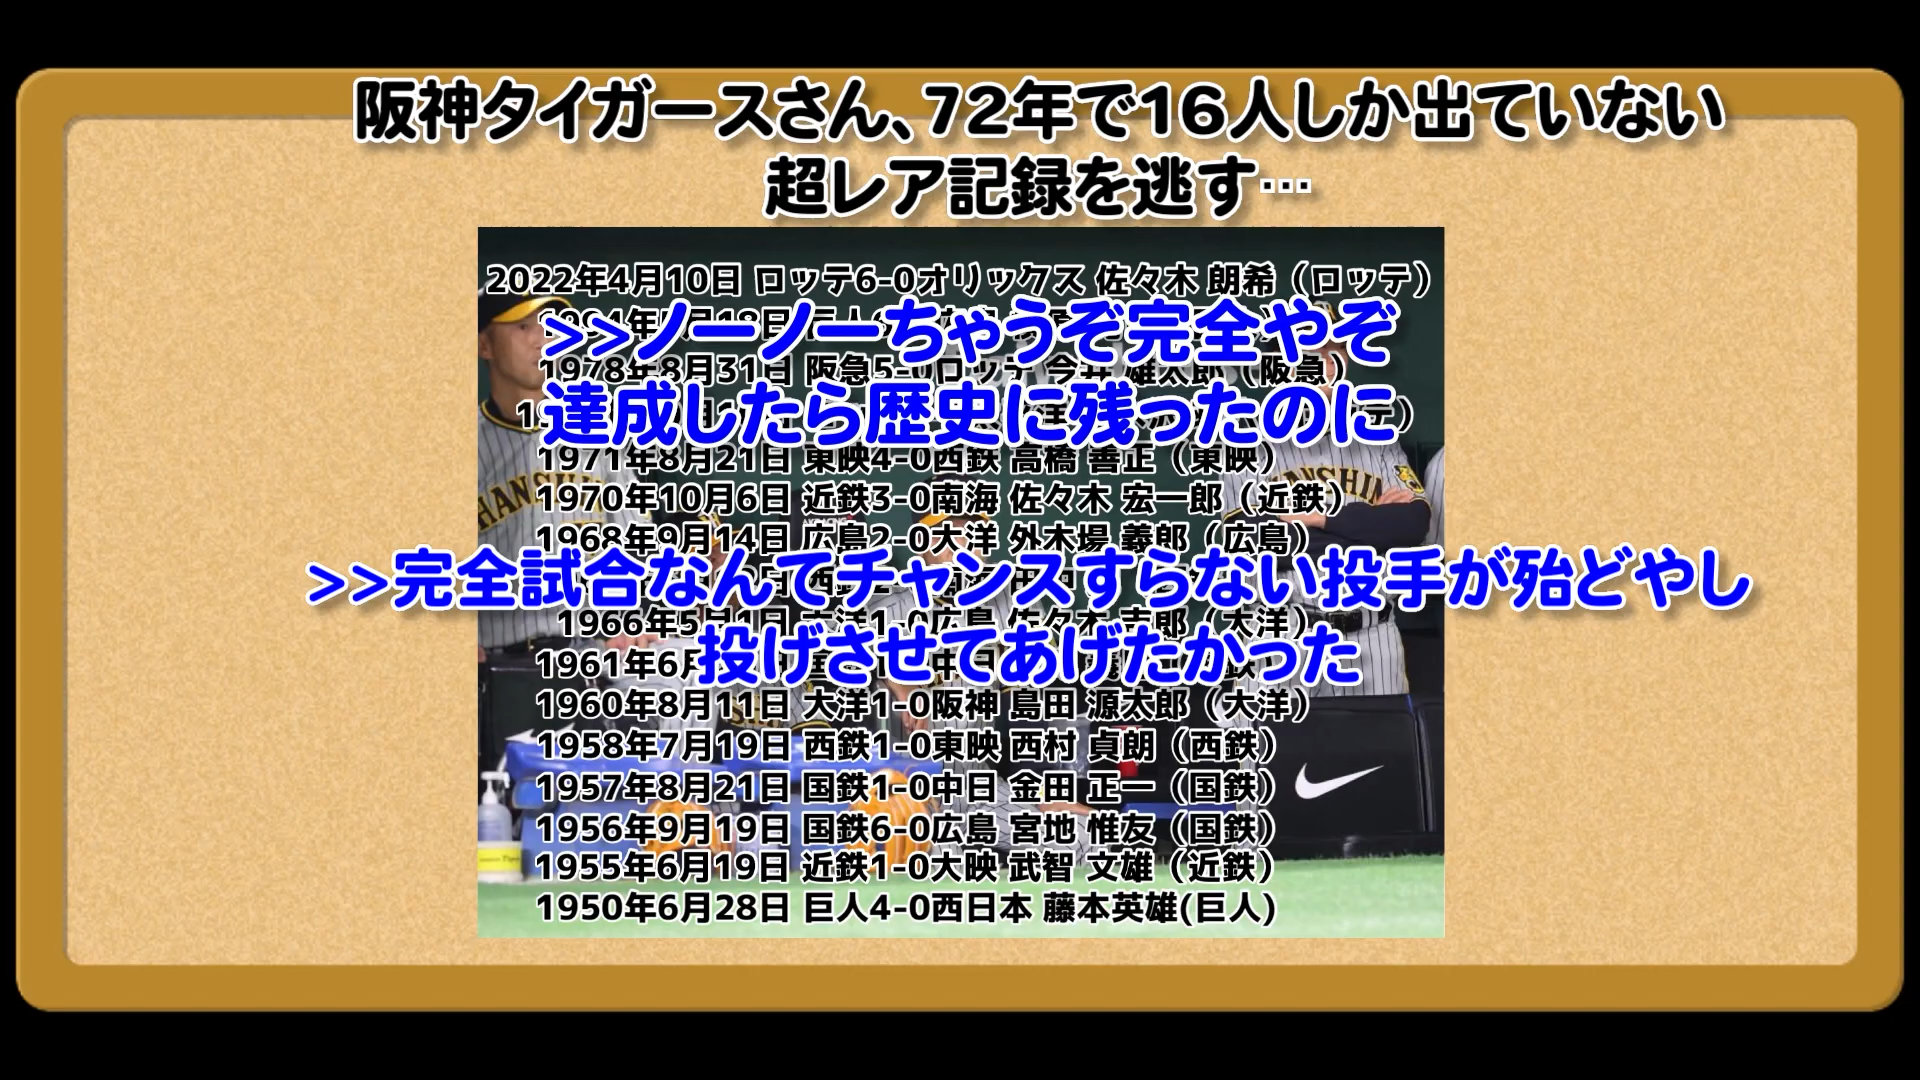 阪神タイガースさん、72年で16人しか出ていない
超レア記録を逃す…
2022年4月10日 ロッテ6-0オリックス 佐々木 朗希（ロッテ）
>>ノーノーちゃうぞ完全やぞ
1978年8月31日 阪急5-0ロッテ 今井 雄太郎（阪急）
達成したら歴史に残ったのに
1971年8月21日 東映4-0西鉄 高橋 善正（東映）
1970年10月6日 近鉄3-0南海 佐々木 宏一郎（近鉄）
1968年9月14日 広島2-0大洋 外木場 義郎（広島）
>>完全試合なんてチャンスすらない投手が殆どやし
1966年5月1日 大洋1-0広島 佐々木 吉郎（大洋）
投げさせてあげたかった
1961年6月
1960年8月11日 大洋1-0阪神 島田 源太郎（大洋）
1958年7月19日 西鉄1-0東映 西村 貞朗（西鉄）
1957年8月21日 国鉄1-0中日 金田 正一（国鉄）
1956年9月19日 国鉄6-0広島 宮地 惟友（国鉄）
1955年6月19日 近鉄1-0大映 武智 文雄（近鉄）
1950年6月28日 巨人4-0西日本 藤本英雄(巨人)